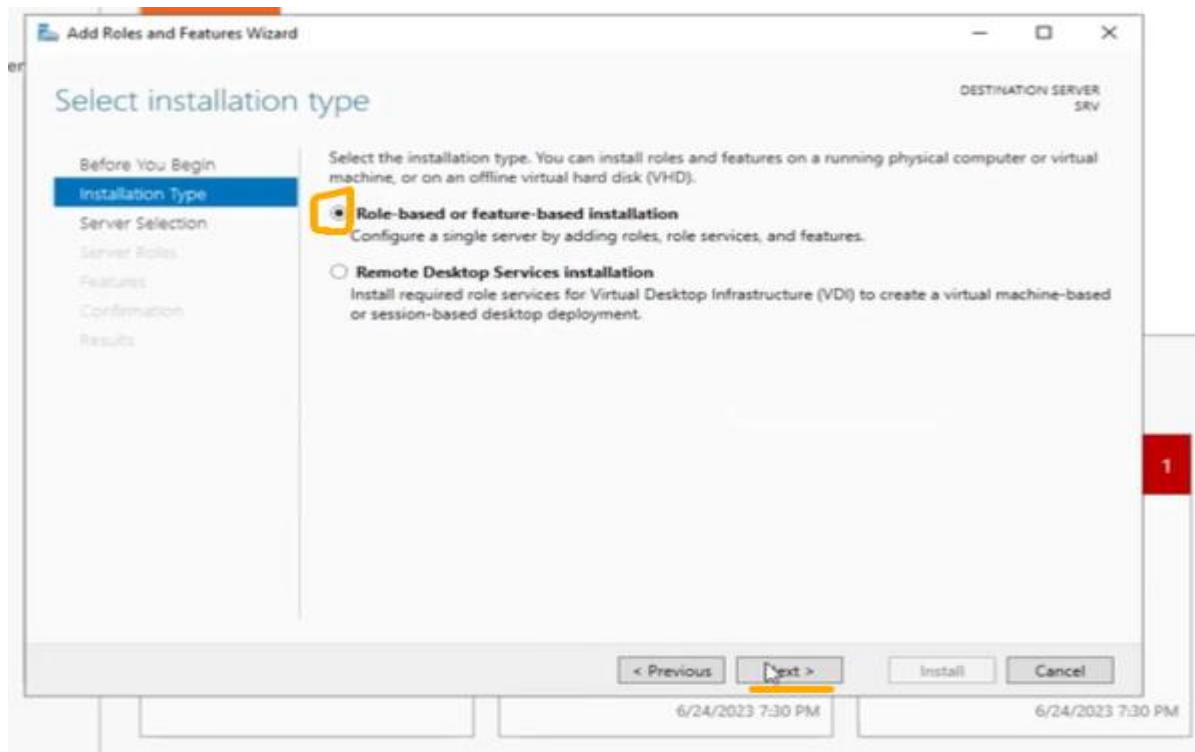 Add Roles and Features Wizard
er
Select installation type
DESTINATION SERVER
SRV
Before You Begin
Installation Type
Server Selection
Server Roles
Features
Confirmation
Results
Select the installation type. You can install roles and features on a running physical computer or virtual
machine, or on an offline virtual hard disk (VHD).
Role-based or feature-based installation
Configure a single server by adding roles, role services, and features.
Remote Desktop Services installation
Install required role services for Virtual Desktop Infrastructure (VDI) to create a virtual machine-based
or session-based desktop deployment.
1
< Previous Next > Install Cancel
6/24/2023 7:30 PM 6/24/2023 7:30 PM